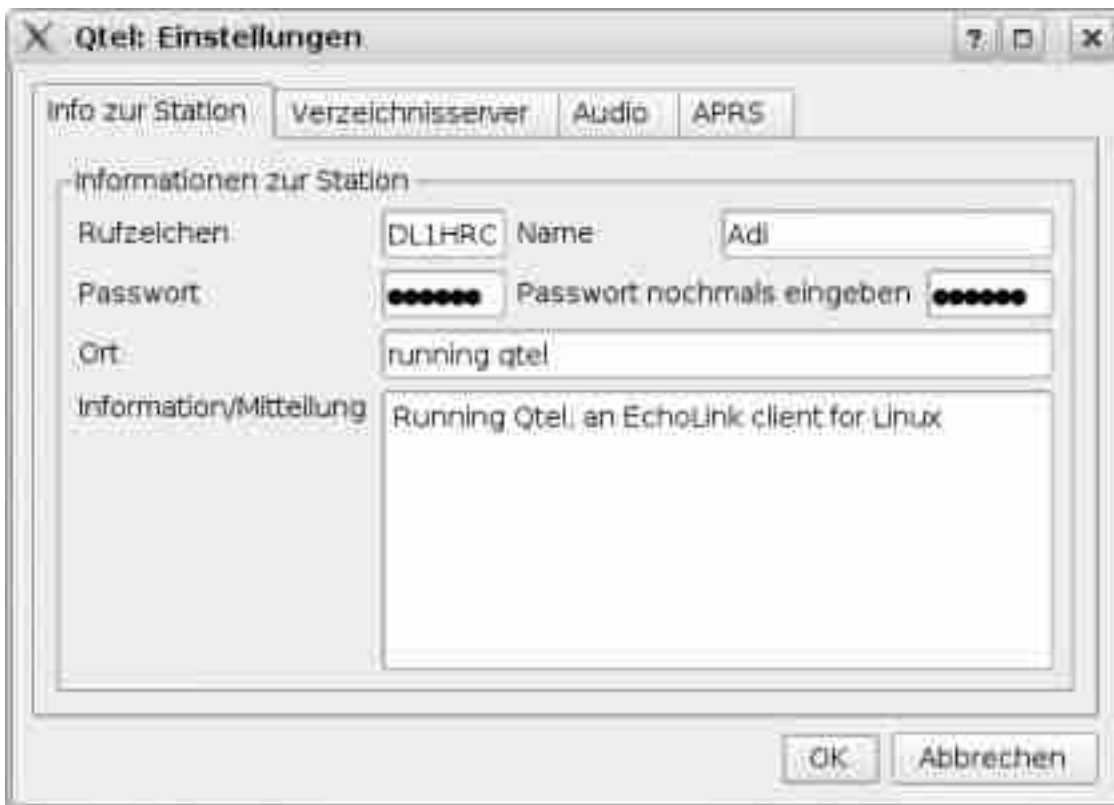 Qtel: Einstellungen
Info zur Station Verzeichnisserver Audio APRS
Informationen zur Station
Rufzeichen DL1HRC Name Adi
Passwort ●●●●●● Passwort nochmals eingeben ●●●●●●
Ort running qtel
Information/Mitteilung Running Qtel, an EchoLink client for Linux
OK Abbrechen